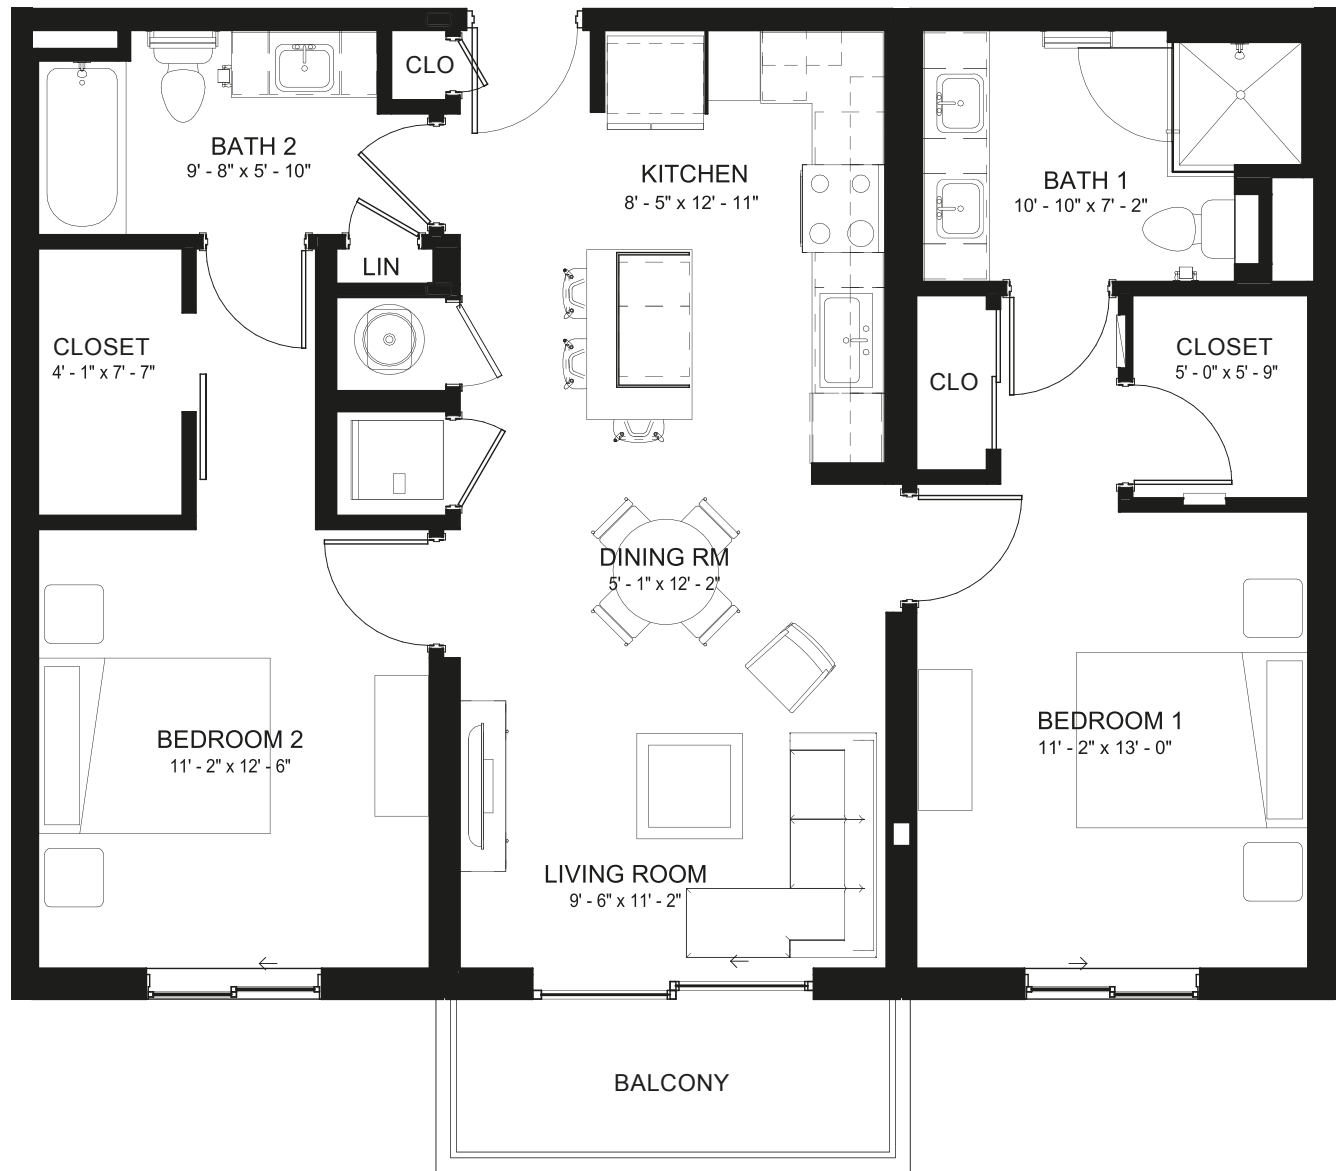 CLO
BATH 2
9' - 8" x 5' - 10"
KITCHEN
8' - 5" x 12' - 11"
BATH 1
10' - 10" x 7' - 2"
LIN
CLOSET
4' - 1" x 7' - 7"
CLO
CLOSET
5' - 0" x 5' - 9"
DINING RM
5' - 1" x 12' - 2"
BEDROOM 2
11' - 2" x 12' - 6"
BEDROOM 1
11' - 2" x 13' - 0"
LIVING ROOM
9' - 6" x 11' - 2"
BALCONY